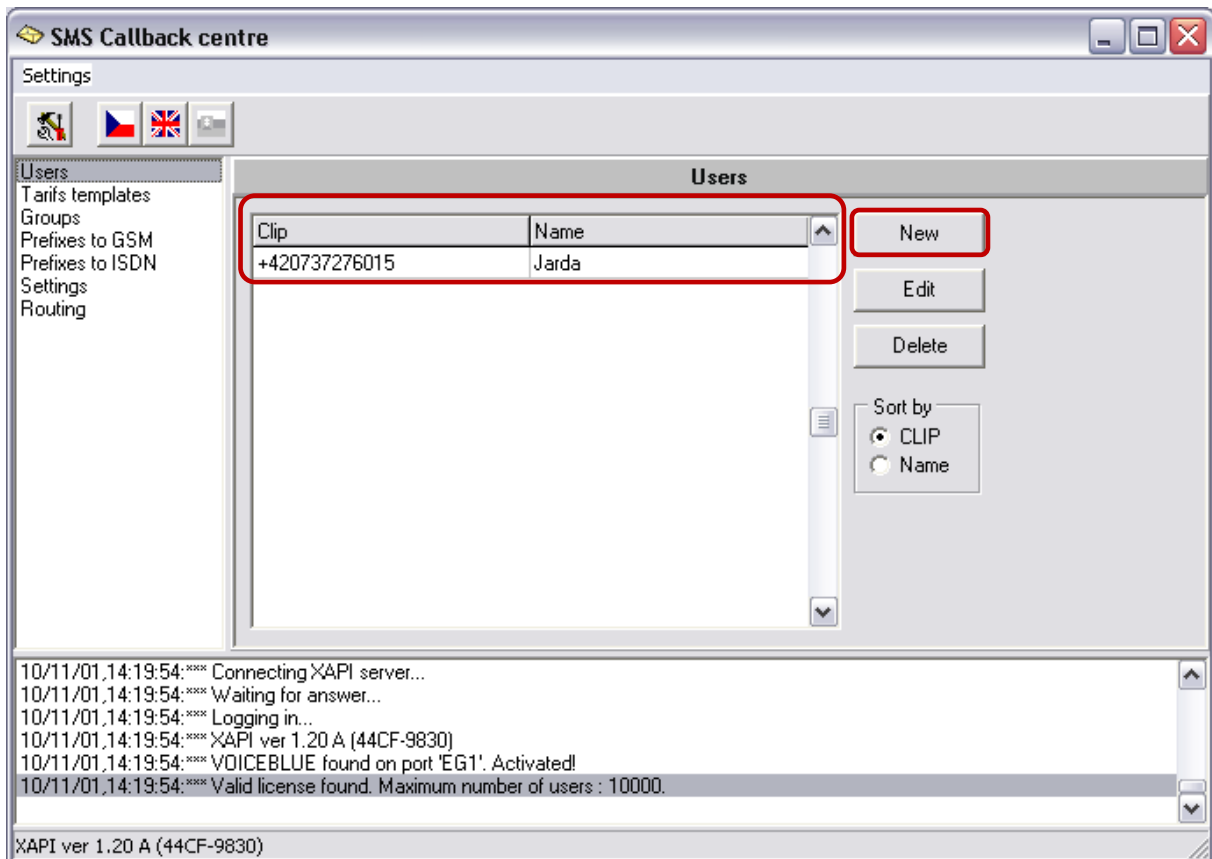 SMS Callback centre
Settings
Users
Tarifs templates
Groups
Prefixes to GSM
Prefixes to ISDN
Settings
Routing
Users
Clip Name
+420737276015 Jarda
New
Edit
Delete
Sort by
CLIP
Name
10/11/01,14:19:54:*** Connecting XAPI server...
10/11/01,14:19:54:*** Waiting for answer...
10/11/01,14:19:54:*** Logging in...
10/11/01,14:19:54:*** XAPI ver 1.20 A (44CF-9830)
10/11/01,14:19:54:*** VOICEBLUE found on port 'EG1'. Activated!
10/11/01,14:19:54:*** Valid license found. Maximum number of users : 10000.
XAPI ver 1.20 A (44CF-9830)